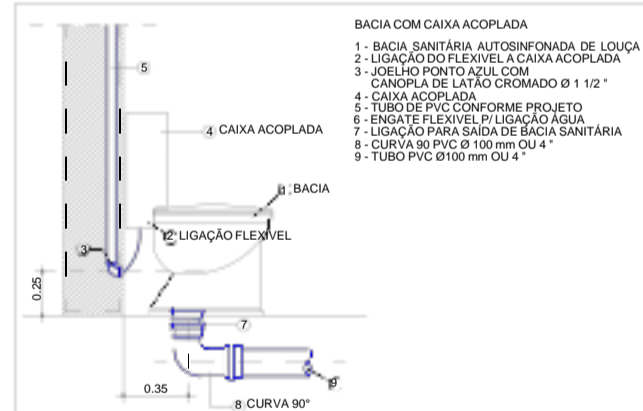 BACIA COM CAIXA ACOPLADA
1 - BACIA SANITÁRIA AUTOSINFONADA DE LOUÇA
2 - LIGAÇÃO DO FLEXIVEL A CAIXA ACOPLADA
3 - JOELHO PONTO AZUL COM
CANOPLA DE LATÃO CROMADO Ø 1 1/2 "
4 - CAIXA ACOPLADA
5 - TUBO DE PVC CONFORME PROJETO
6 - ENGATE FLEXIVEL P/ LIGAÇÃO ÁGUA
7 - LIGAÇÃO PARA SAÍDA DE BACIA SANITÁRIA
8 - CURVA 90 PVC Ø 100 mm OU 4 "
9 - TUBO PVC Ø100 mm OU 4 "
5
4 CAIXA ACOPLADA
1 BACIA
2 LIGAÇÃO FLEXIVEL
3
0.25
7
0.35
9
8 CURVA 90°